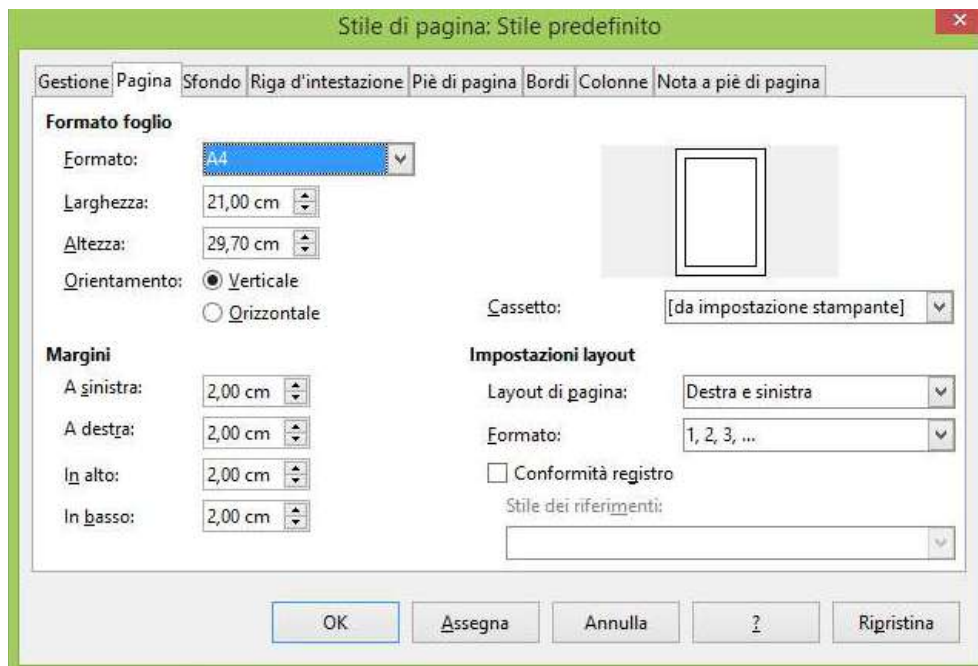 Stile di pagina: Stile predefinito
Gestione Pagina Sfondo Riga d'intestazione Piè di pagina Bordi Colonne Nota a piè di pagina
Formato foglio
Formato: A4
Larghezza: 21,00 cm
Altezza: 29,70 cm
Orientamento: Verticale
Orizzontale
Cassetto: [da impostazione stampante]
Margini
A sinistra: 2,00 cm
A destra: 2,00 cm
In alto: 2,00 cm
In basso: 2,00 cm
Impostazioni layout
Layout di pagina: Destra e sinistra
Formato: 1, 2, 3, ...
Conformità registro
Stile dei riferimenti:
OK Assegna Annulla ? Ripristina